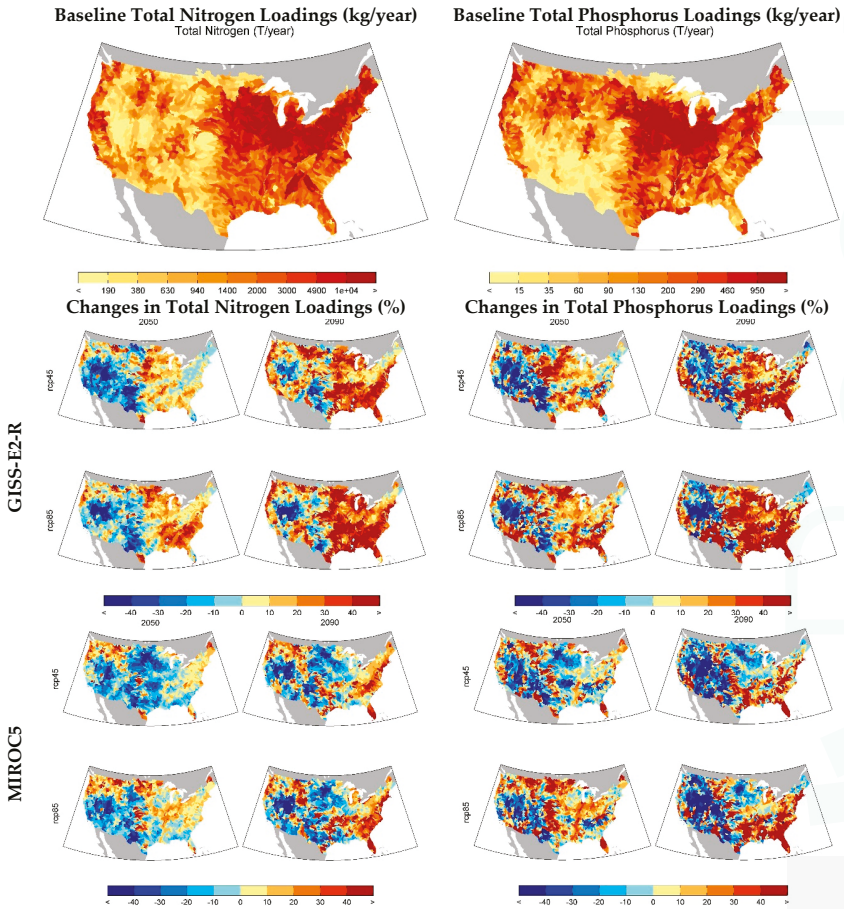 Baseline Total Nitrogen Loadings (kg/year) Baseline Total Phosphorus Loadings (kg/year)
Total Nitrogen (T/year) Total Phosphorus (T/year)
< 190 380 630 940 1400 2000 3000 4900 1e+04 > < 15 35 60 90 130 200 290 460 950 >
Changes in Total Nitrogen Loadings (%) Changes in Total Phosphorus Loadings (%)
2050 2090 2050 2090
GISS-E2-R
rcp45 rcp45
rcp85 rcp85
< -40 -30 -20 -10 0 10 20 30 40 > < -40 -30 -20 -10 0 10 20 30 40 >
2050 2090 2050 2090
MIROC5
rcp45 rcp45
rcp85 rcp85
< -40 -30 -20 -10 0 10 20 30 40 > < -40 -30 -20 -10 0 10 20 30 40 >